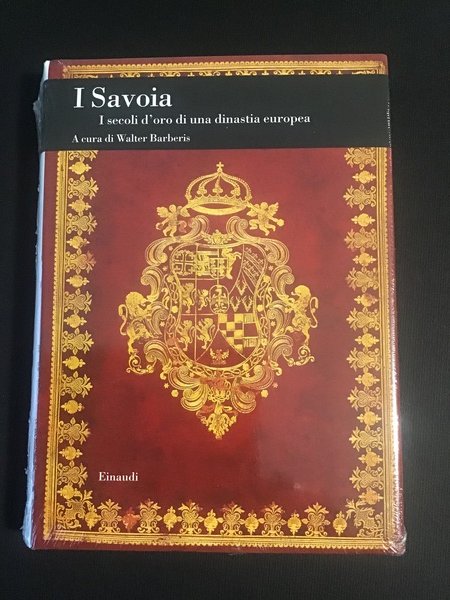 I Savoia
I secoli d'oro di una dinastia europea
A cura di Walter Barberis
Einaudi